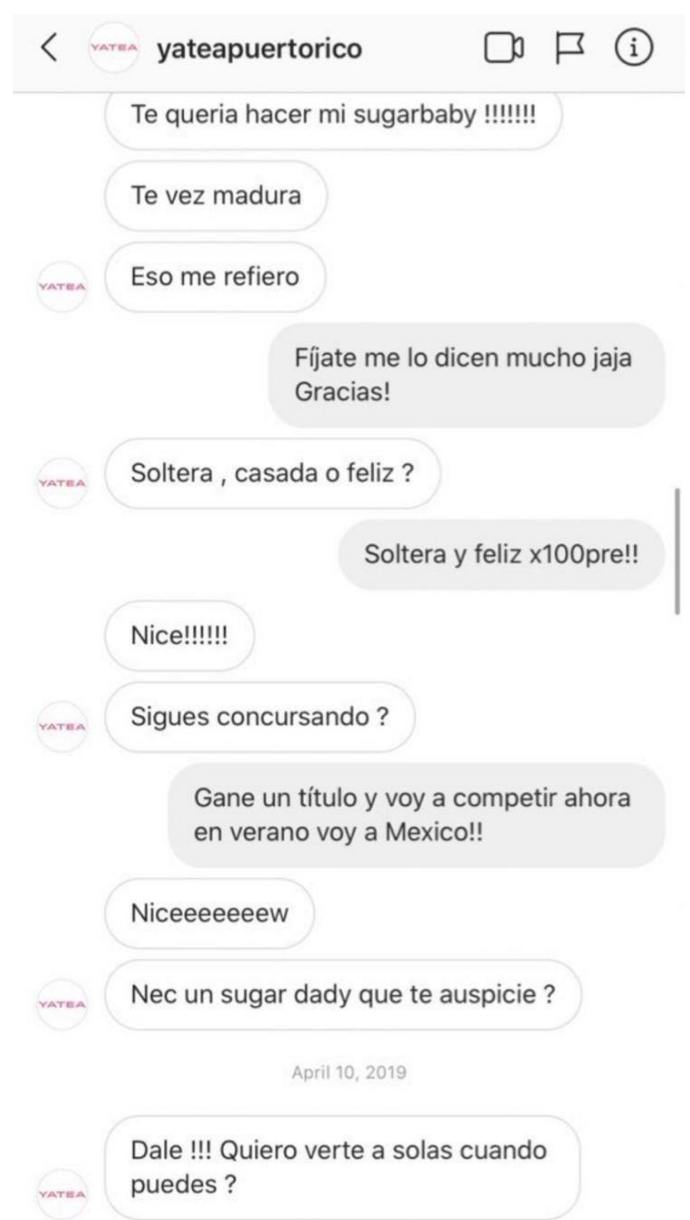 YATEA yateapuertorico
Te queria hacer mi sugarbaby !!!!!!!
Te vez madura
YATEA
Eso me refiero
Fíjate me lo dicen mucho jaja
Gracias!
YATEA
Soltera , casada o feliz ?
Soltera y feliz x100pre!!
Nice!!!!!!
YATEA
Sigues concursando ?
Gane un título y voy a competir ahora
en verano voy a Mexico!!
Niceeeeeeew
YATEA
Nec un sugar dady que te auspicie ?
April 10, 2019
Dale !!! Quiero verte a solas cuando
puedes ?
YATEA